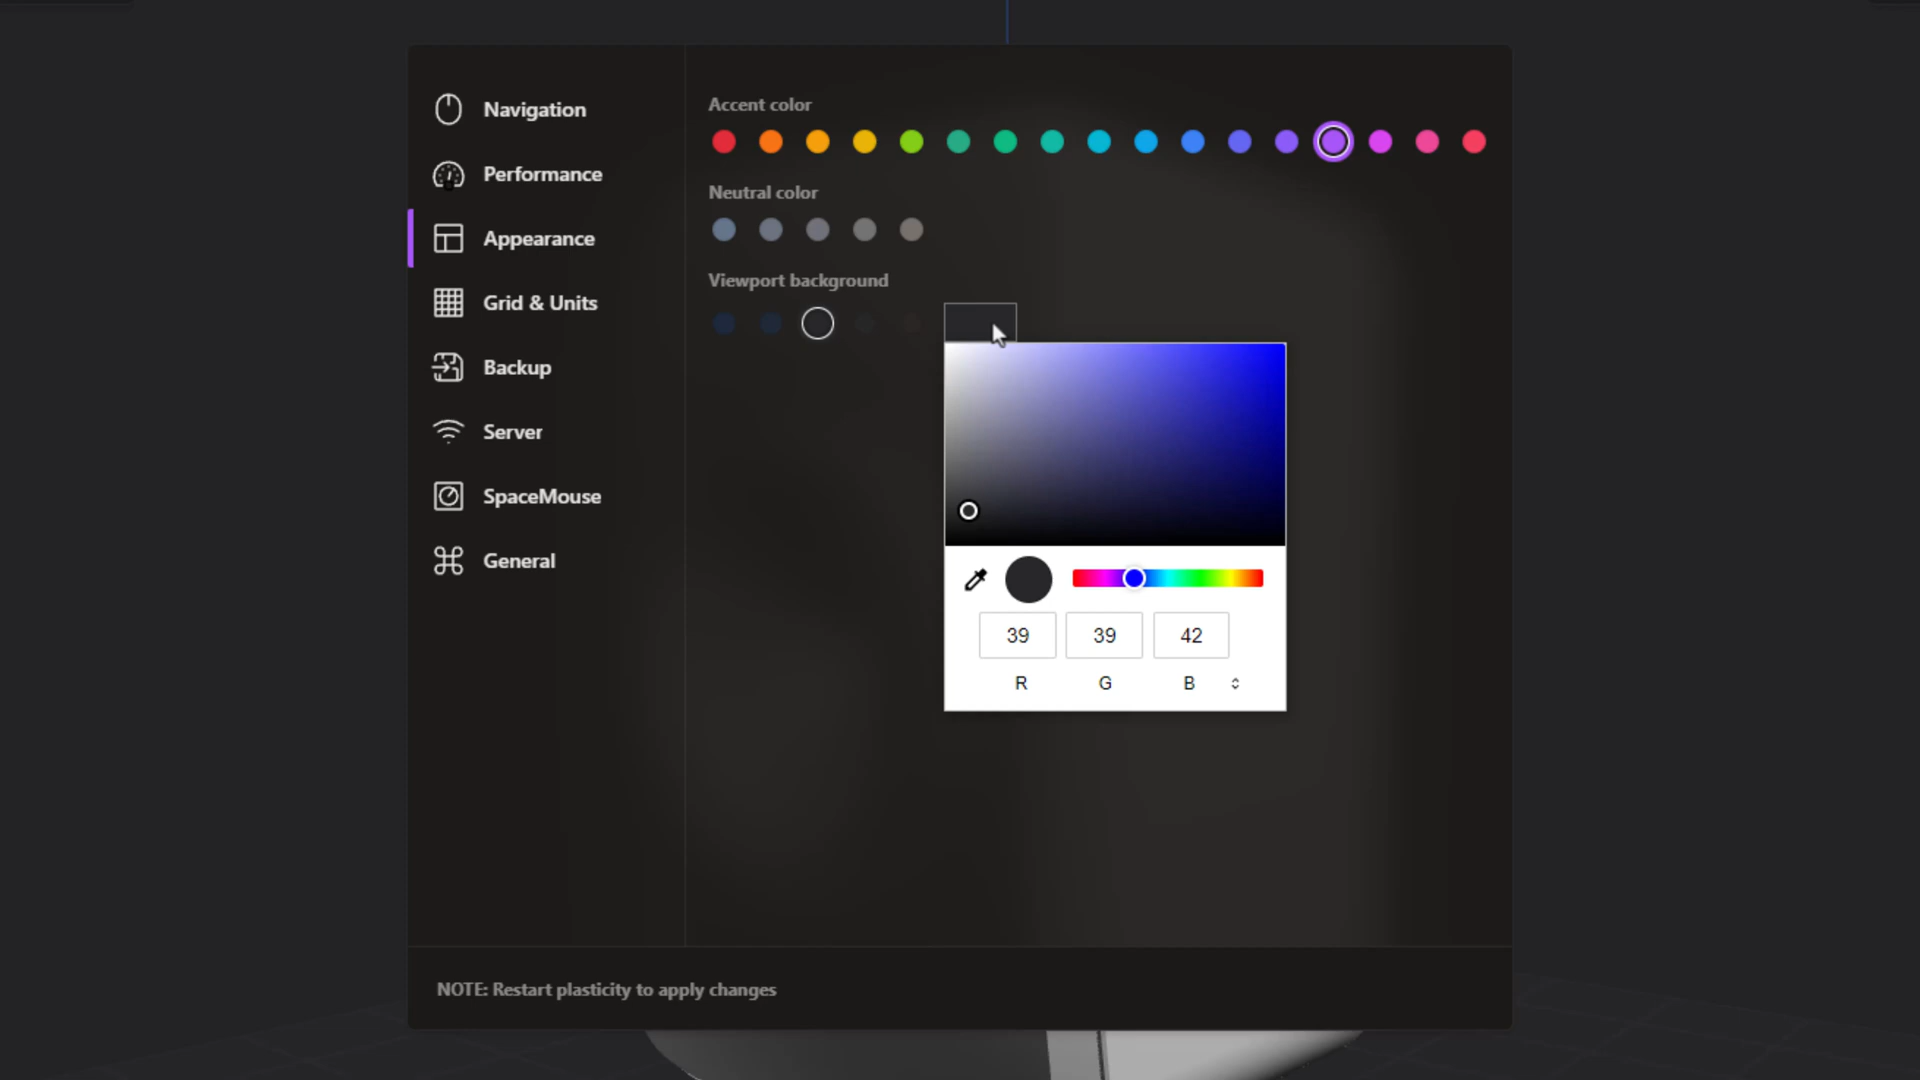 Navigation
Performance
Appearance
Grid & Units
Backup
Server
SpaceMouse
General
Accent color
Neutral color
Viewport background
39 39 42
R G B
NOTE: Restart plasticity to apply changes